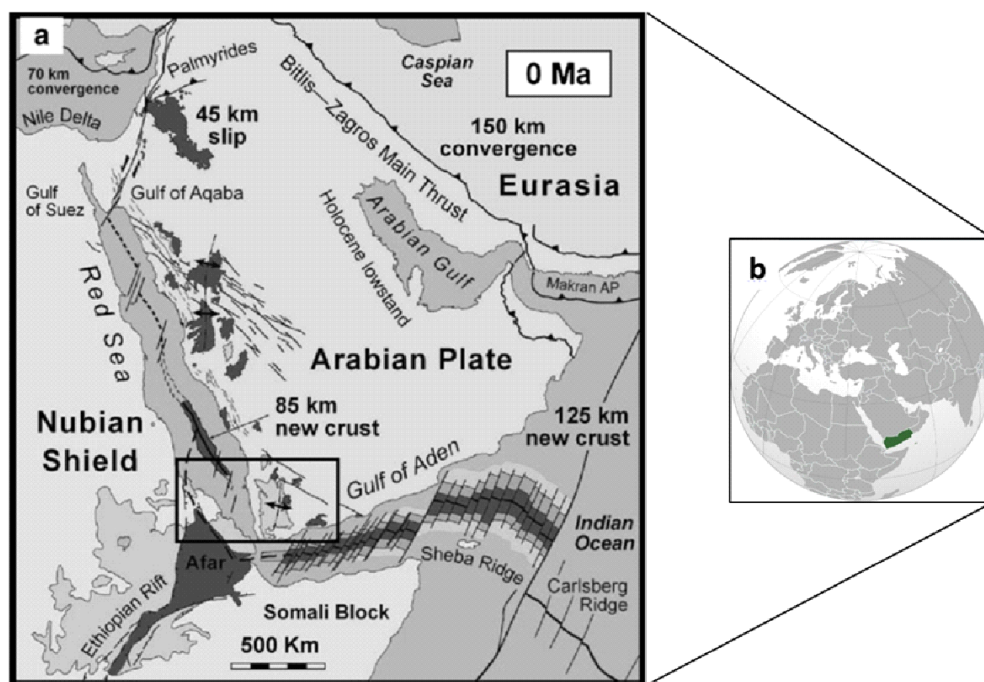 a
Palmyrides
70 km
convergence
Nile Delta
45 km
slip
Caspian
Sea
0 Ma
Bitlis—Zagros Main Thrust
150 km
convergence
Eurasia
Gulf
of Suez
Gulf of Aqaba
Arabian Gulf
Holocene lowstand
Makran AP
Red Sea
Arabian Plate
85 km
new crust
Nubian
Shield
125 km
new crust
Gulf of Aden
Indian
Ocean
Sheba Ridge
Carlsberg
Ridge
Afar
Ethiopian Rift
Somali Block
500 Km
b